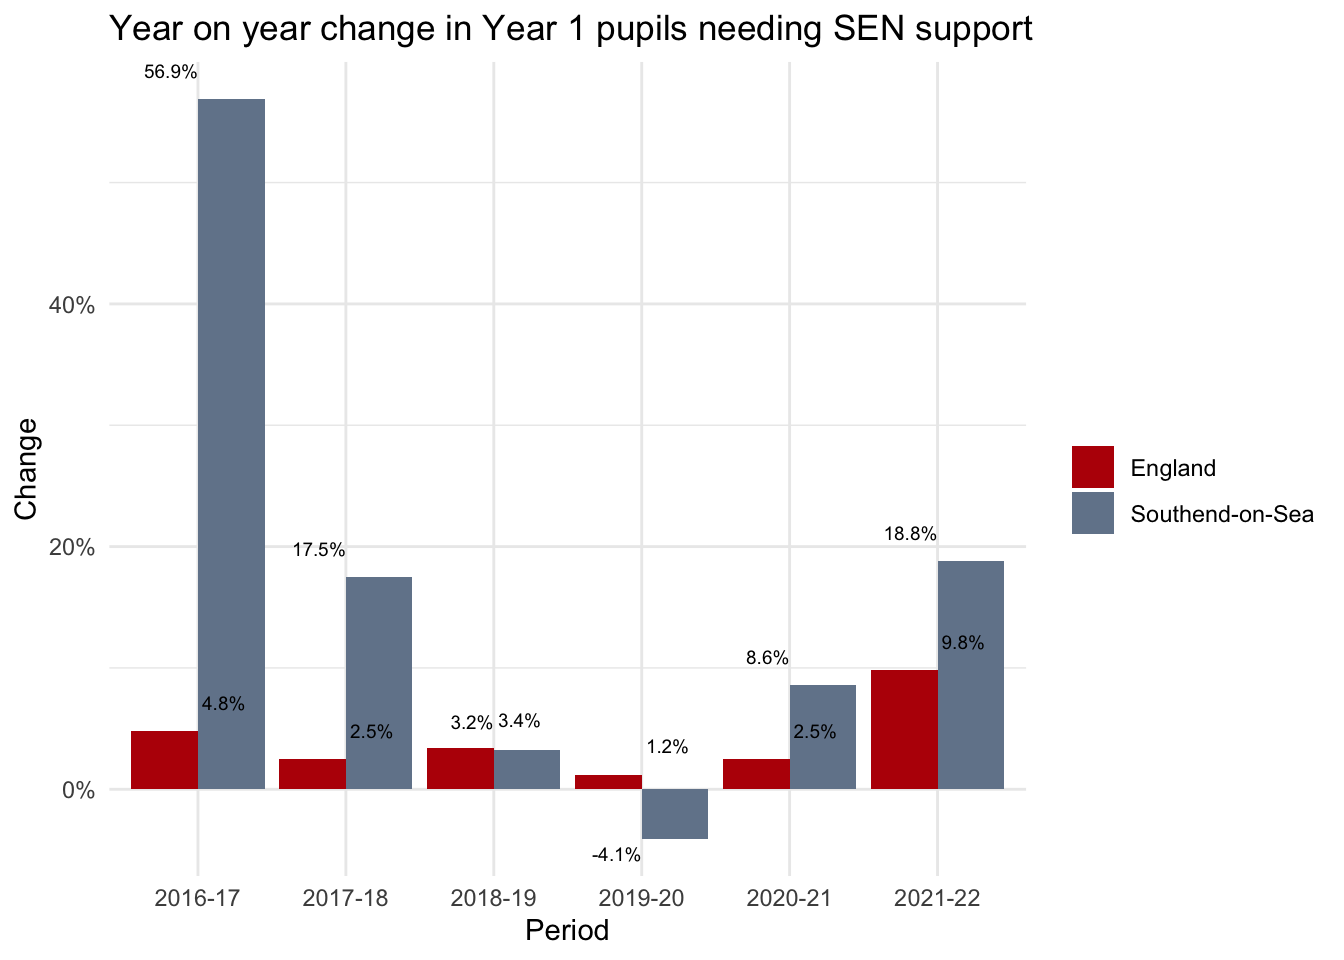 Year on year change in Year 1 pupils needing SEN support
56.9%
40%
Change
England
Southend-on-Sea
17.5%
20%
18.8%
9.8%
8.6%
4.8%
2.5%
3.2%
3.4%
1.2%
2.5%
0%
-4.1%
2016-17 2017-18 2018-19 2019-20 2020-21 2021-22
Period